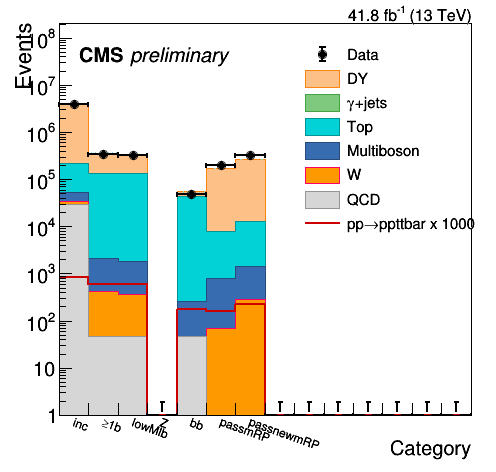 41.8 fb⁻¹ (13 TeV)
Events
CMS preliminary
Data
DY
γ+jets
Top
Multiboson
W
QCD
pp→ppttbar x 1000
10⁸
10⁷
10⁶
10⁵
10⁴
10³
10²
10
1
inc
≥1b
lowMlb
Z
bb
passmRP
passnewmRP
Category